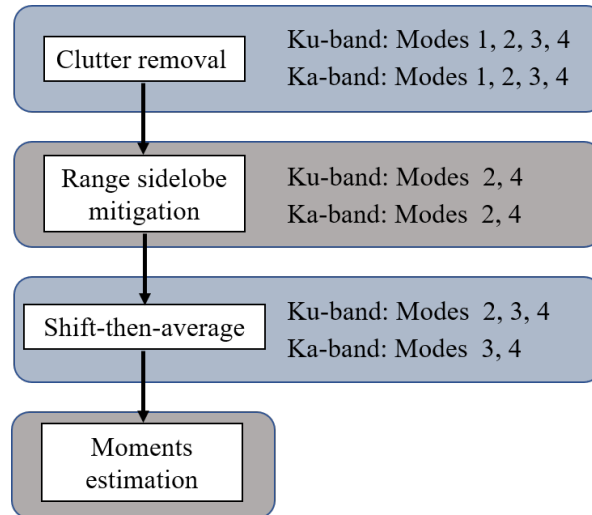 Clutter removal
Ku-band: Modes 1, 2, 3, 4
Ka-band: Modes 1, 2, 3, 4
Range sidelobe
mitigation
Ku-band: Modes 2, 4
Ka-band: Modes 2, 4
Shift-then-average
Ku-band: Modes 2, 3, 4
Ka-band: Modes 3, 4
Moments
estimation